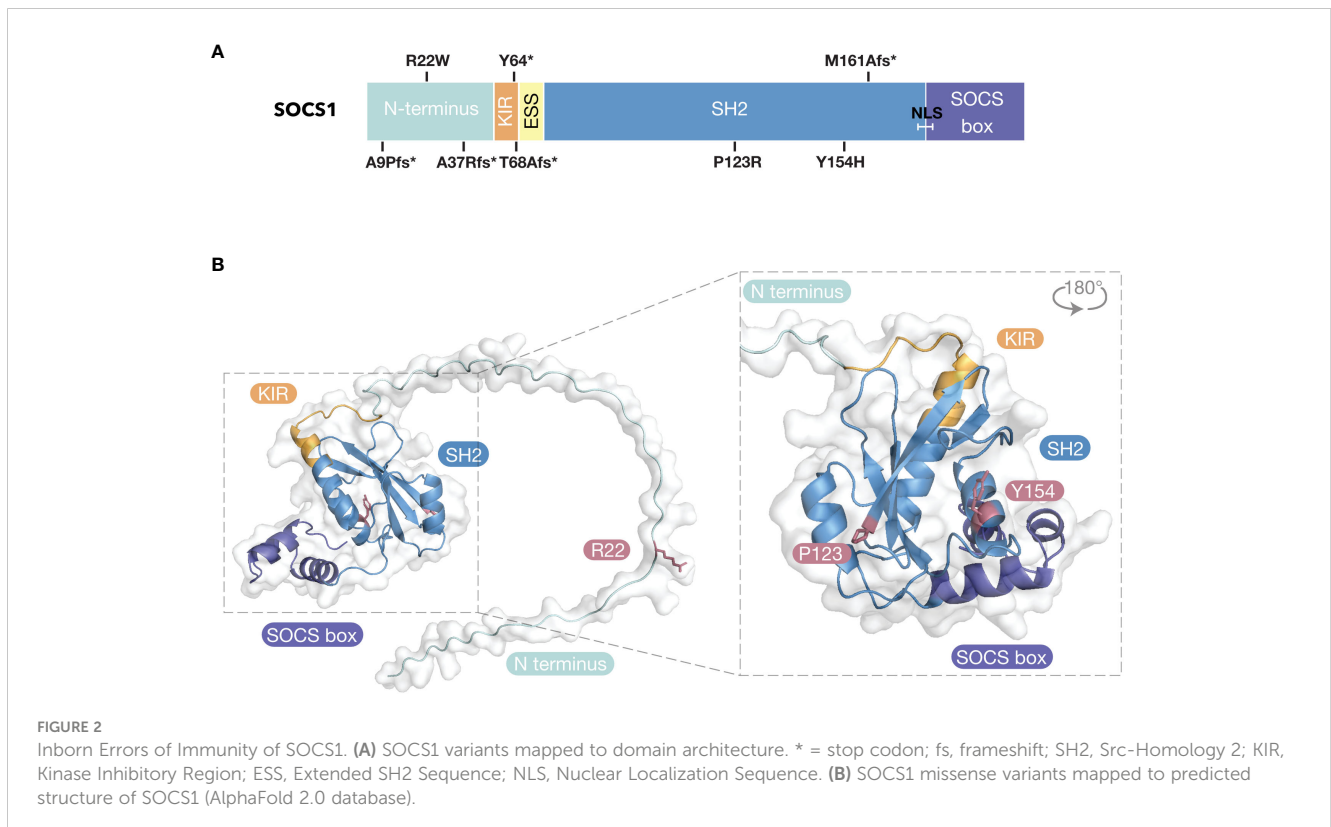 A
R22W Y64* M161Afs*
SOCS1
N-terminus KIR ESS SH2 NLS SOCS
box
A9Pfs* A37Rfs* T68Afs* P123R Y154H
B
N terminus 180°
KIR
KIR
SH2 SH2
Y154
P123
R22
SOCS box
N terminus
SOCS box
FIGURE 2
Inborn Errors of Immunity of SOCS1. (A) SOCS1 variants mapped to domain architecture. * = stop codon; fs, frameshift; SH2, Src-Homology 2; KIR,
Kinase Inhibitory Region; ESS, Extended SH2 Sequence; NLS, Nuclear Localization Sequence. (B) SOCS1 missense variants mapped to predicted
structure of SOCS1 (AlphaFold 2.0 database).